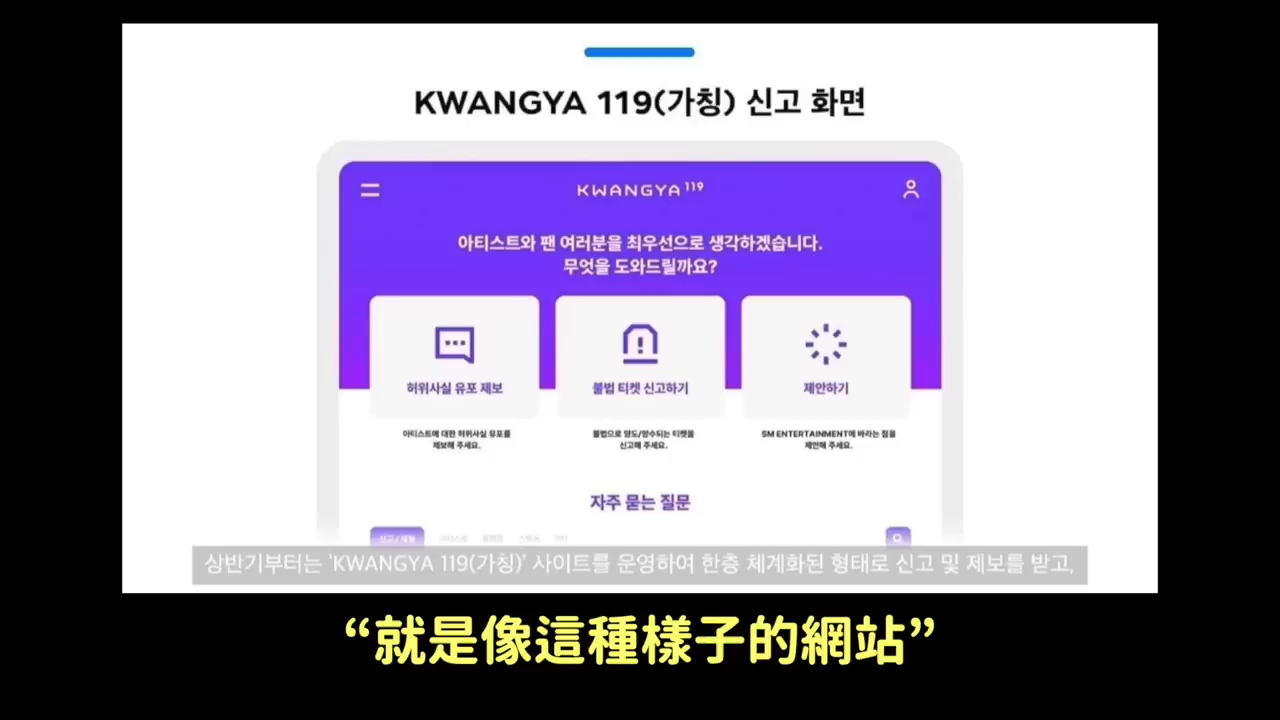 KWANGYA 119(가칭) 신고 화면
KWANGYA119
아티스트와 팬 여러분을 최우선으로 생각하겠습니다.
무엇을 도와드릴까요?
허위사실 유포 제보
불법 티켓 신고하기
제안하기
아티스트에 대한 허위사실 유포를
제보해 주세요.
불법으로 양도/양수되는 티켓을
신고해 주세요.
SM ENTERTAINMENT에 바라는 점을
제안해 주세요.
자주 묻는 질문
신고/제보
상반기부터는 'KWANGYA 119(가칭)' 사이트를 운영하여 한층 체계화된 형태로 신고 및 제보를 받고,
“就是像這種樣子的網站”